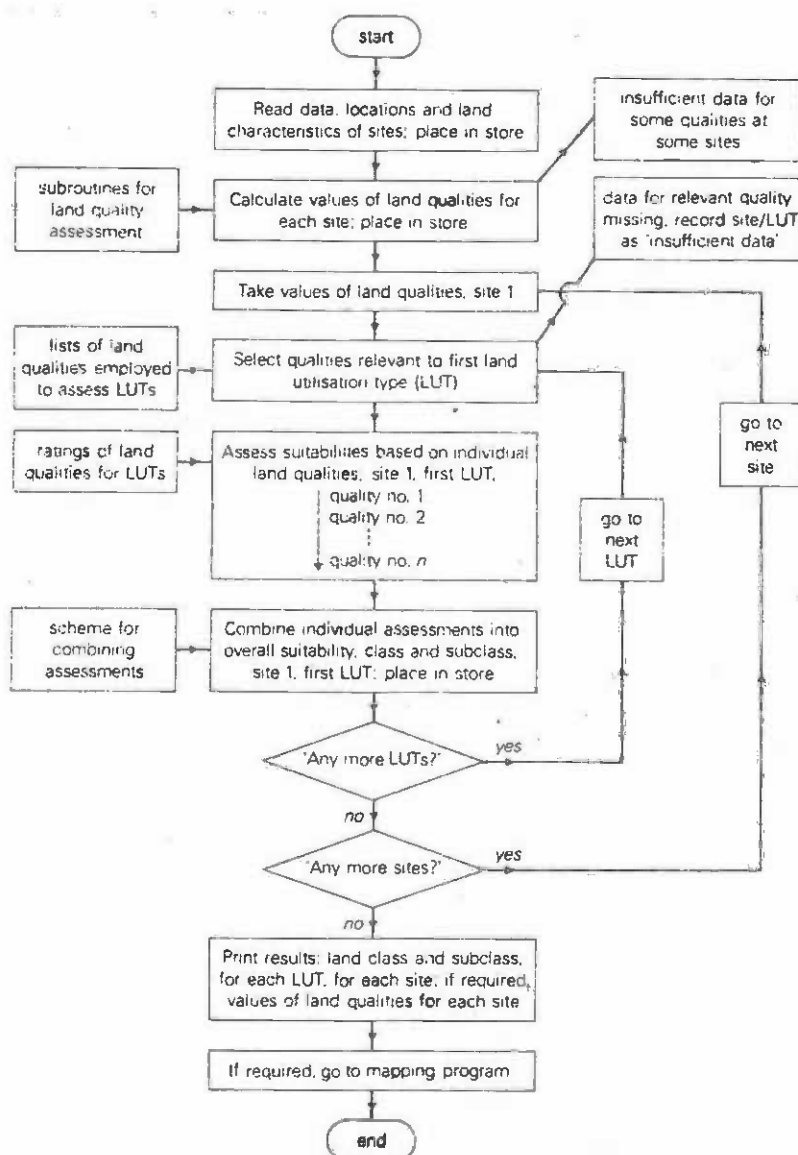 start
Read data, locations and land
characteristics of sites; place in store
insufficient data for
some qualities at
some sites
subroutines for
land quality
assessment
Calculate values of land qualities for
each site; place in store
data for relevant quality
missing, record site/LUT
as 'insufficient data'
Take values of land qualities, site 1
lists of land
qualities employed
to assess LUTs
Select qualities relevant to first land
utilisation type (LUT)
go to
next
site
ratings of land
qualities for LUTs
Assess suitabilities based on individual
land qualities, site 1, first LUT,
quality no. 1
quality no. 2
quality no. n
go to
next
LUT
scheme for
combining
assessments
Combine individual assessments into
overall suitability, class and subclass,
site 1, first LUT; place in store
"Any more LUTs?"
yes
no
"Any more sites?"
yes
no
Print results: land class and subclass,
for each LUT, for each site, if required,
values of land qualities for each site
If required, go to mapping program
end